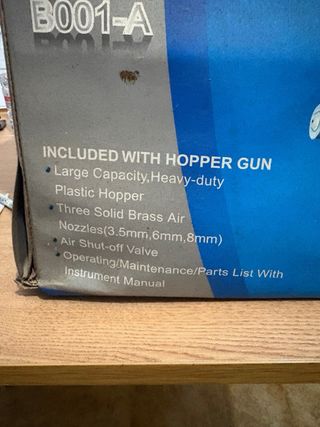 B001-A
INCLUDED WITH HOPPER GUN
• Large Capacity,Heavy-duty
Plastic Hopper
• Three Solid Brass Air
Nozzles(3.5mm,6mm,8mm)
• Air Shut-off Valve
• Operating/Maintenance/Parts List With
Instrument Manual